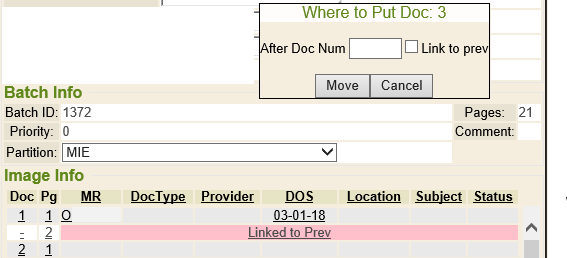 Where to Put Doc: 3
After Doc Num Link to prev
Move Cancel
Batch Info
Batch ID: 1372 Pages: 21
Priority: 0 Comment:
Partition: MIE
Image Info
Doc Pg MR DocType Provider DOS Location Subject Status
1 1 O 03-01-18
- 2 Linked to Prev
2 1